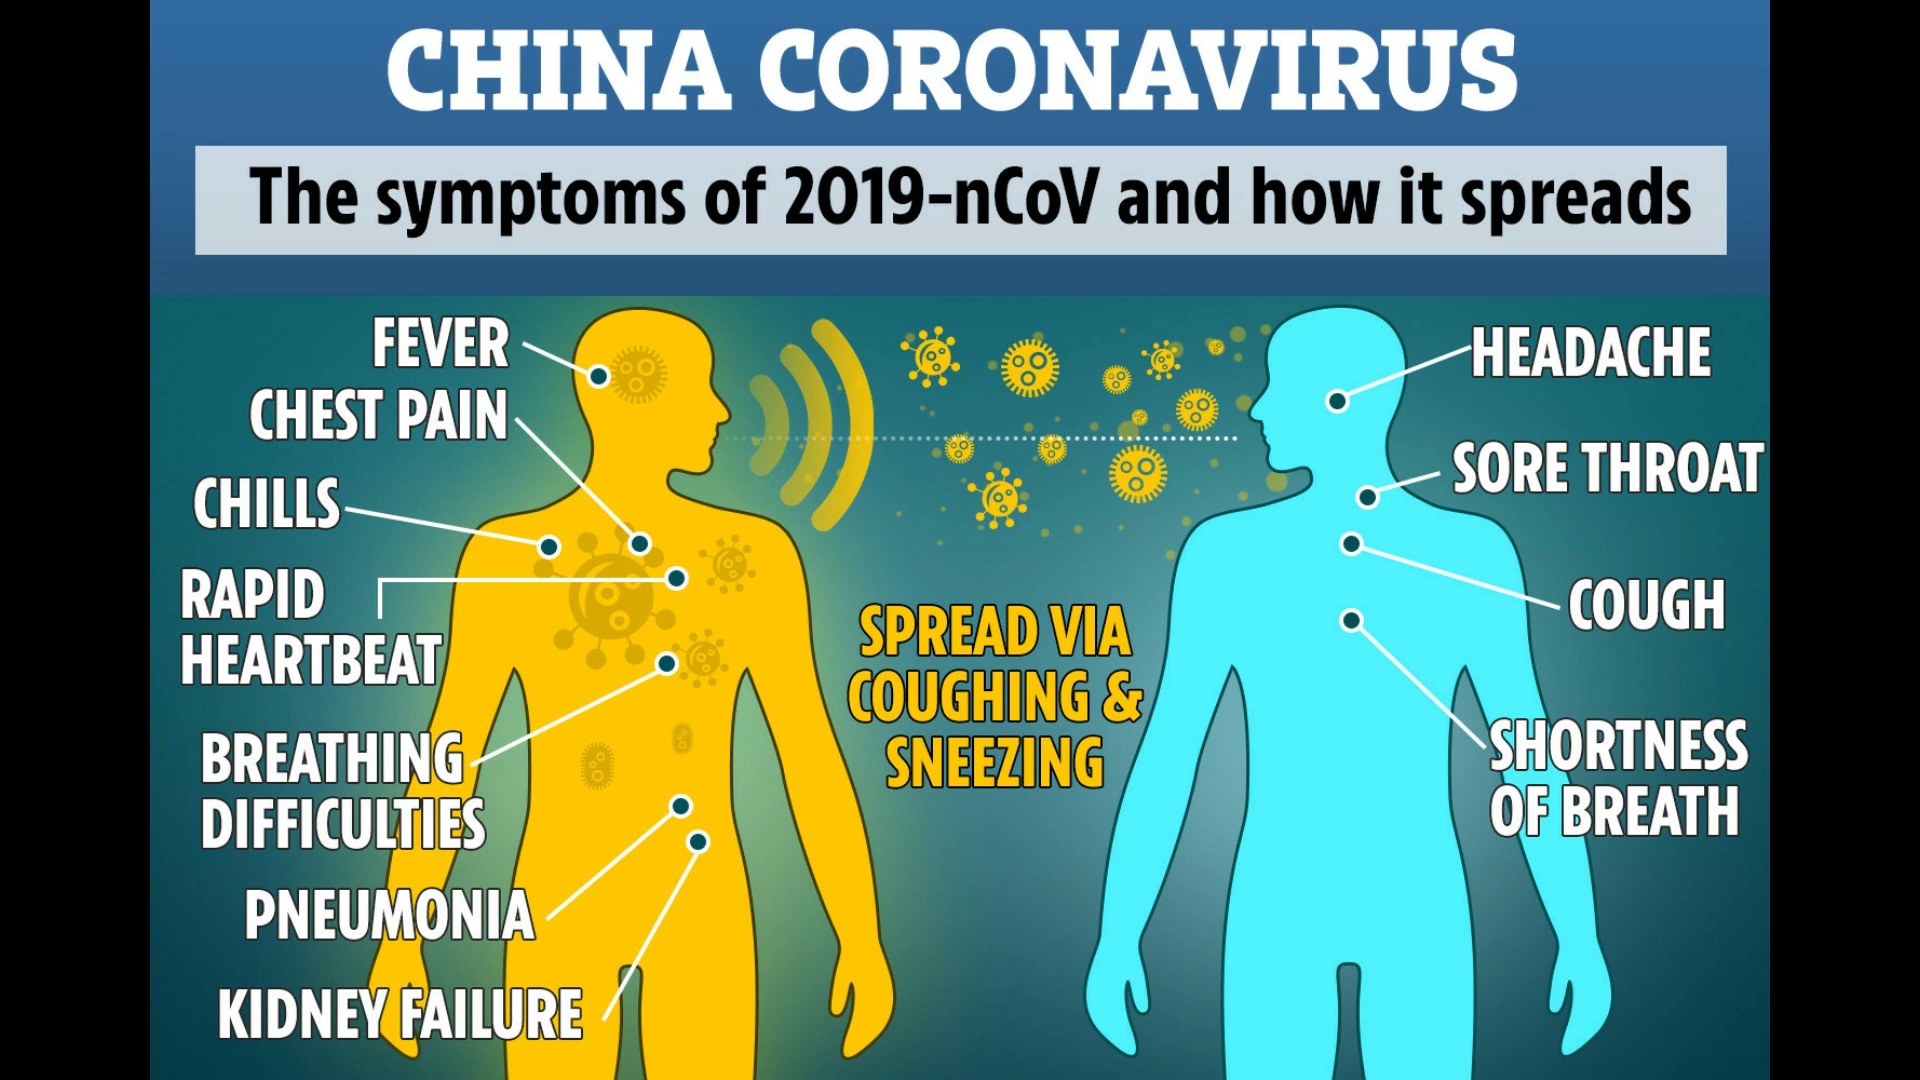 CHINA CORONAVIRUS
The symptoms of 2019-nCoV and how it spreads
FEVER
CHEST PAIN
CHILLS
RAPID
HEARTBEAT
BREATHING
DIFFICULTIES
PNEUMONIA
KIDNEY FAILURE
SPREAD VIA
COUGHING &
SNEEZING
HEADACHE
SORE THROAT
COUGH
SHORTNESS
OF BREATH